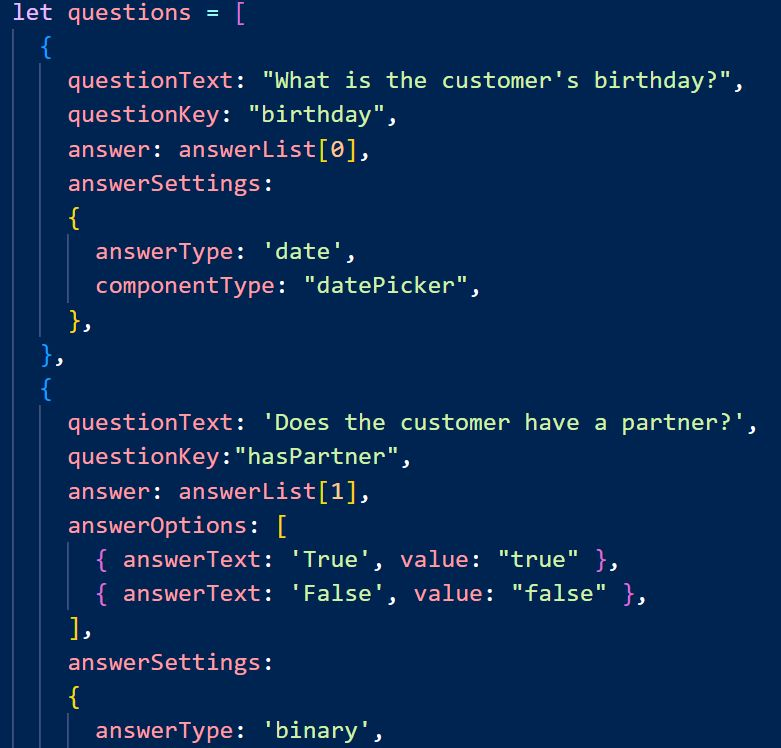 let questions = [
  {
    questionText: "What is the customer's birthday?",
    questionKey: "birthday",
    answer: answerList[0],
    answerSettings:
    {
      answerType: 'date',
      componentType: "datePicker",
    },
  },
  {
    questionText: 'Does the customer have a partner?',
    questionKey:"hasPartner",
    answer: answerList[1],
    answerOptions: [
      { answerText: 'True', value: "true" },
      { answerText: 'False', value: "false" },
    ],
    answerSettings:
    {
      answerType: 'binary',